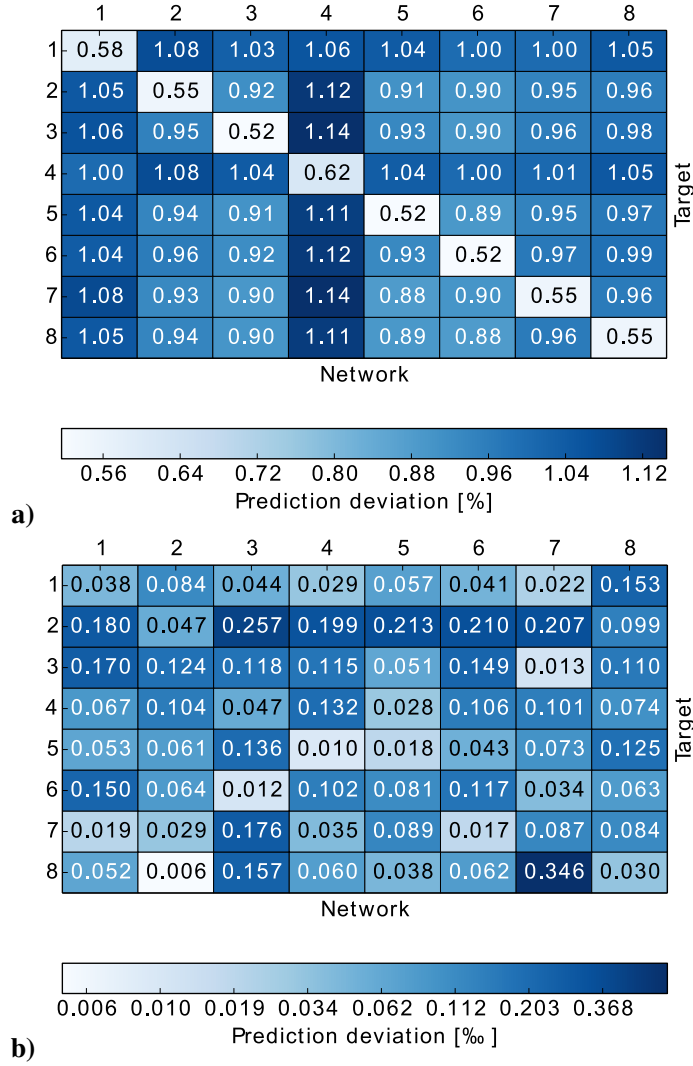 1 2 3 4 5 6 7 8
1 0.58 1.08 1.03 1.06 1.04 1.00 1.00 1.05
2 1.05 0.55 0.92 1.12 0.91 0.90 0.95 0.96
3 1.06 0.95 0.52 1.14 0.93 0.90 0.96 0.98
4 1.00 1.08 1.04 0.62 1.04 1.00 1.01 1.05
5 1.04 0.94 0.91 1.11 0.52 0.89 0.95 0.97
6 1.04 0.96 0.92 1.12 0.93 0.52 0.97 0.99
7 1.08 0.93 0.90 1.14 0.88 0.90 0.55 0.96
8 1.05 0.94 0.90 1.11 0.89 0.88 0.96 0.55
Target
Network
0.56 0.64 0.72 0.80 0.88 0.96 1.04 1.12
Prediction deviation [%]
a)
1 2 3 4 5 6 7 8
1 0.038 0.084 0.044 0.029 0.057 0.041 0.022 0.153
2 0.180 0.047 0.257 0.199 0.213 0.210 0.207 0.099
3 0.170 0.124 0.118 0.115 0.051 0.149 0.013 0.110
4 0.067 0.104 0.047 0.132 0.028 0.106 0.101 0.074
5 0.053 0.061 0.136 0.010 0.018 0.043 0.073 0.125
6 0.150 0.064 0.012 0.102 0.081 0.117 0.034 0.063
7 0.019 0.029 0.176 0.035 0.089 0.017 0.087 0.084
8 0.052 0.006 0.157 0.060 0.038 0.062 0.346 0.030
Target
Network
0.006 0.010 0.019 0.034 0.062 0.112 0.203 0.368
Prediction deviation [‰ ]
b)